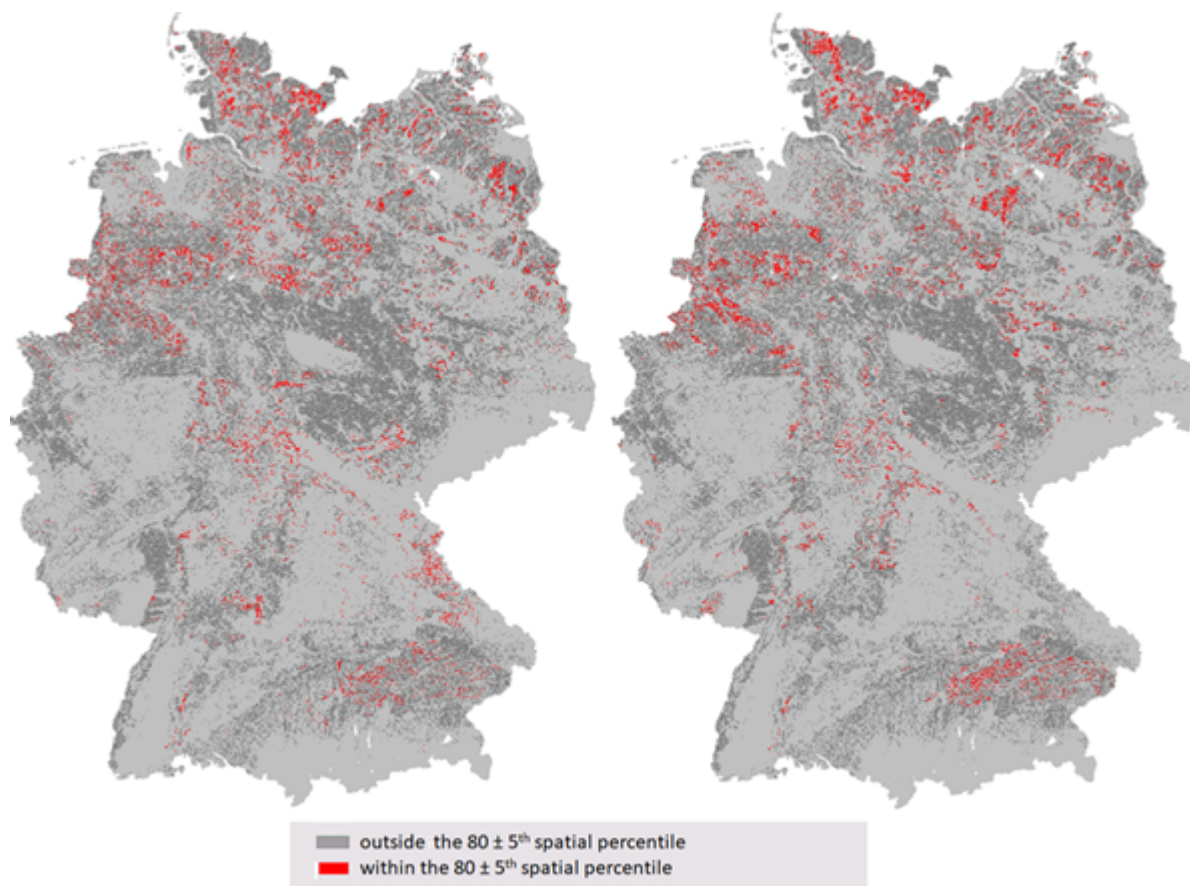 outside the 80 ± 5th spatial percentile
within the 80 ± 5th spatial percentile